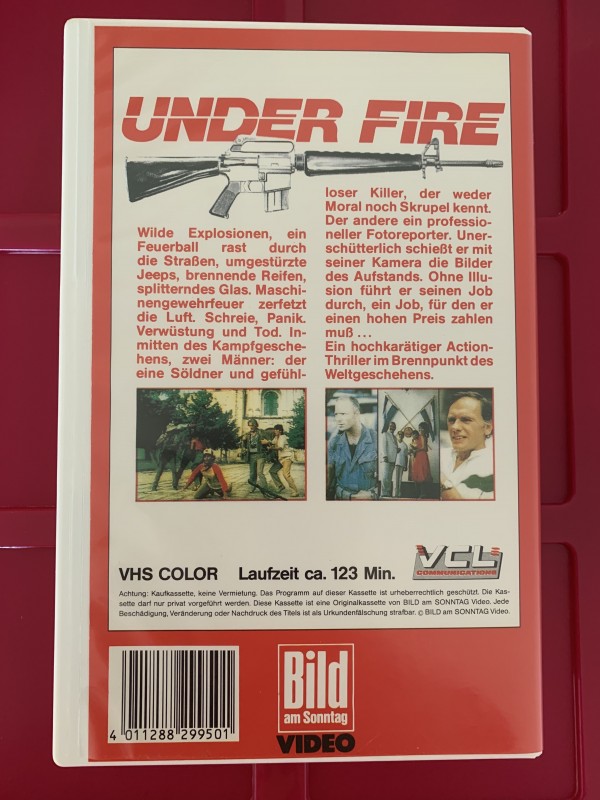 UNDER FIRE
Wilde Explosionen, ein
Feuerball rast durch
die Straßen, umgestürzte
Jeeps, brennende Reifen,
splitterndes Glas. Maschi-
nengewehrfeuer zerfetzt
die Luft. Schreie, Panik.
Verwüstung und Tod. In-
mitten des Kampfgesche-
hens, zwei Männer: der
eine Söldner und gefühl-
loser Killer, der weder
Moral noch Skrupel kennt.
Der andere ein professio-
neller Fotoreporter. Uner-
schütterlich schießt er mit
seiner Kamera die Bilder
des Aufstands. Ohne Illu-
sion führt er seinen Job
durch, ein Job, für den er
einen hohen Preis zahlen
muß ...
Ein hochkarätiger Action-
Thriller im Brennpunkt des
Weltgeschehens.
VHS COLOR Laufzeit ca. 123 Min.
VCL
COMMUNICATIONS
Achtung: Kaufkassette, keine Vermietung. Das Programm auf dieser Kassette ist urheberrechtlich geschützt. Die Kas-
sette darf nur privat vorgeführt werden. Diese Kassette ist eine Originalkassette von BILD am SONNTAG Video. Jede
Beschädigung, Veränderung oder Nachdruck des Titels ist als Urkundenfälschung strafbar. © BILD am SONNTAG Video.
4 011288 299501
Bild
am Sonntag
VIDEO